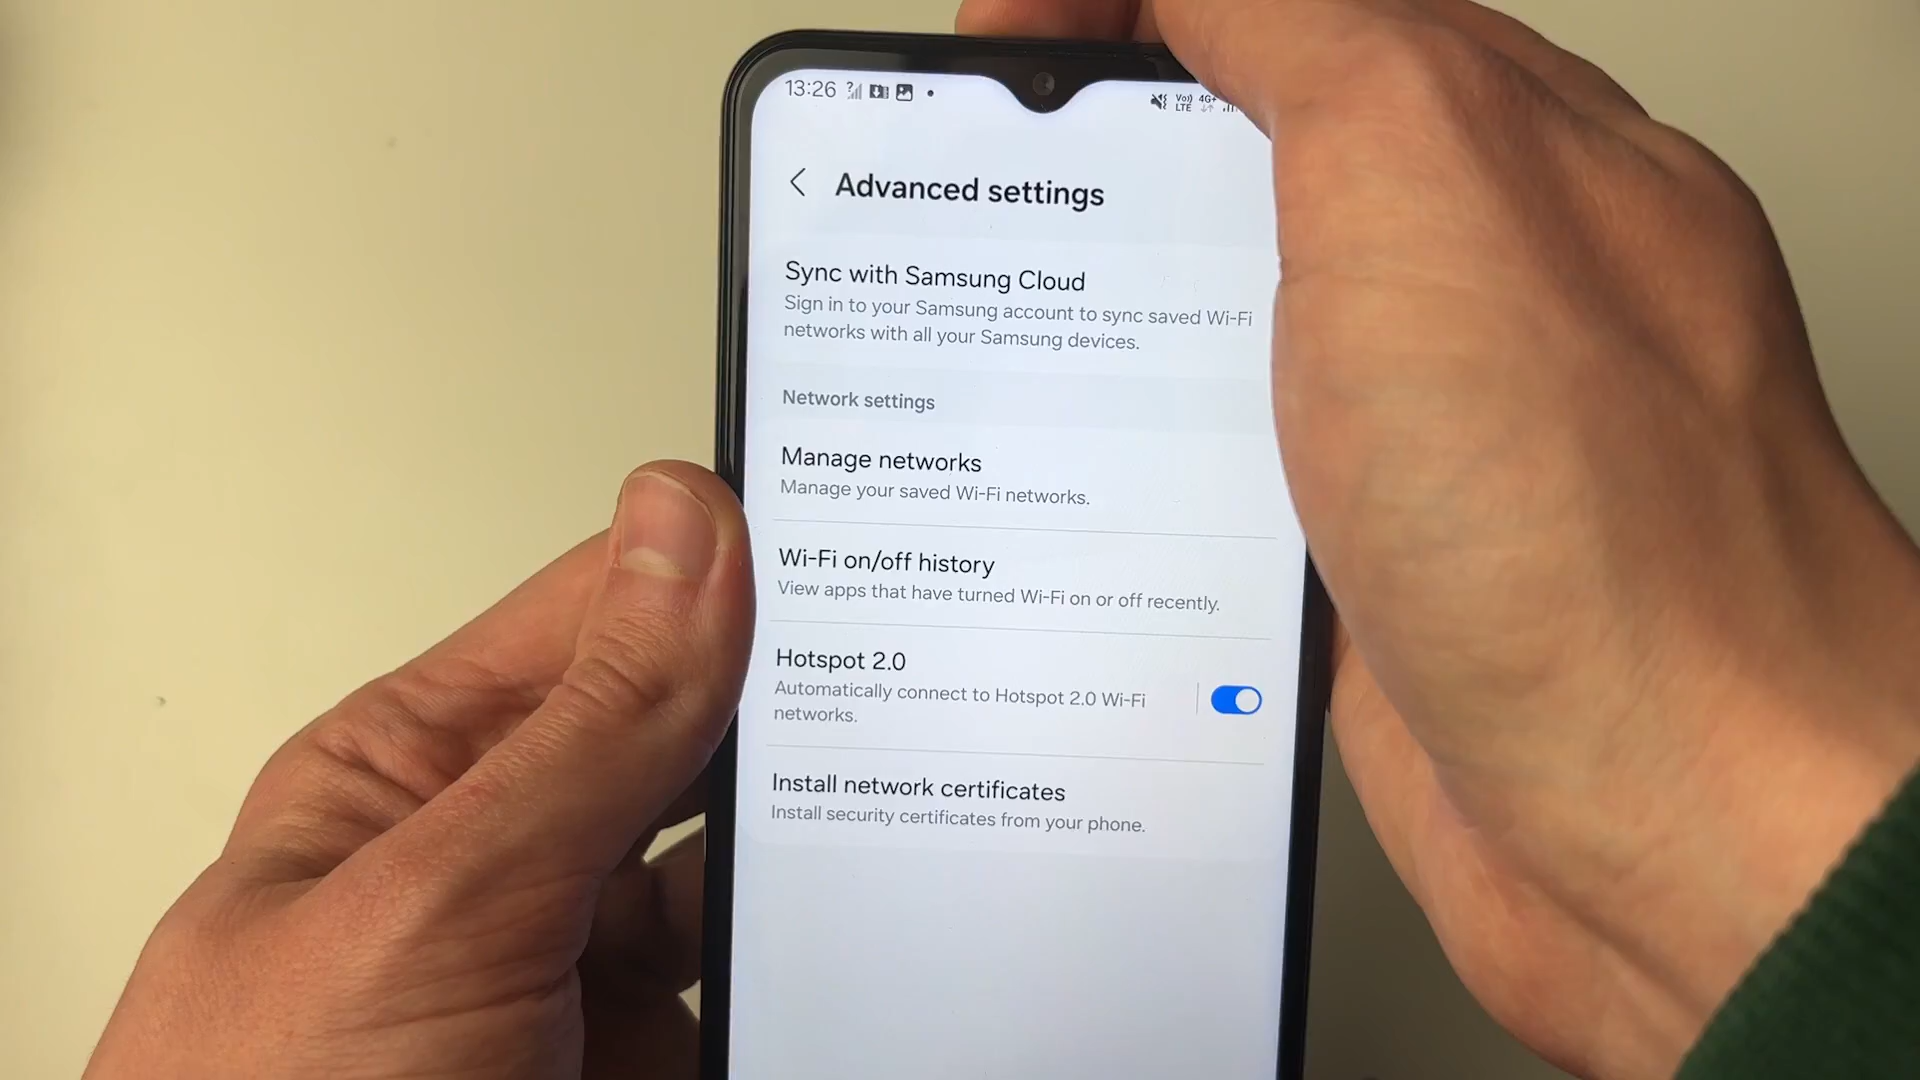 13:26
Vo)) LTE 4G+
Advanced settings
Sync with Samsung Cloud
Sign in to your Samsung account to sync saved Wi-Fi
networks with all your Samsung devices.
Network settings
Manage networks
Manage your saved Wi-Fi networks.
Wi-Fi on/off history
View apps that have turned Wi-Fi on or off recently.
Hotspot 2.0
Automatically connect to Hotspot 2.0 Wi-Fi
networks.
Install network certificates
Install security certificates from your phone.